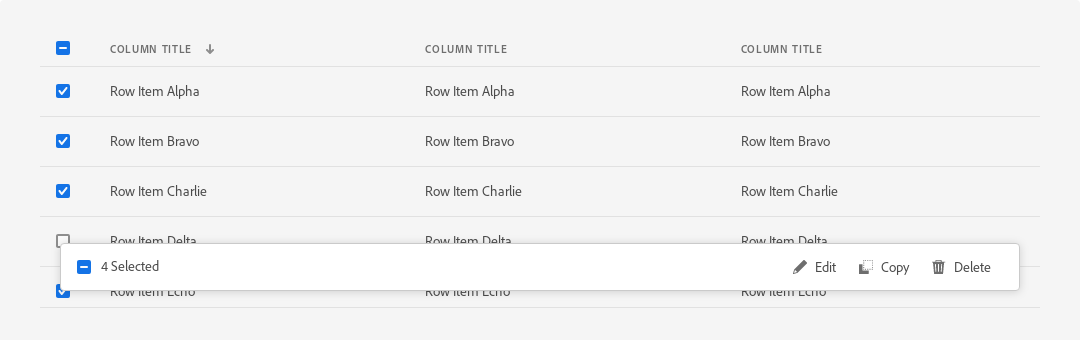 COLUMN TITLE COLUMN TITLE COLUMN TITLE
Row Item Alpha Row Item Alpha Row Item Alpha
Row Item Bravo Row Item Bravo Row Item Bravo
Row Item Charlie Row Item Charlie Row Item Charlie
Row Item Delta Row Item Delta Row Item Delta
4 Selected Edit Copy Delete
Row Item Echo Row Item Echo Row Item Echo